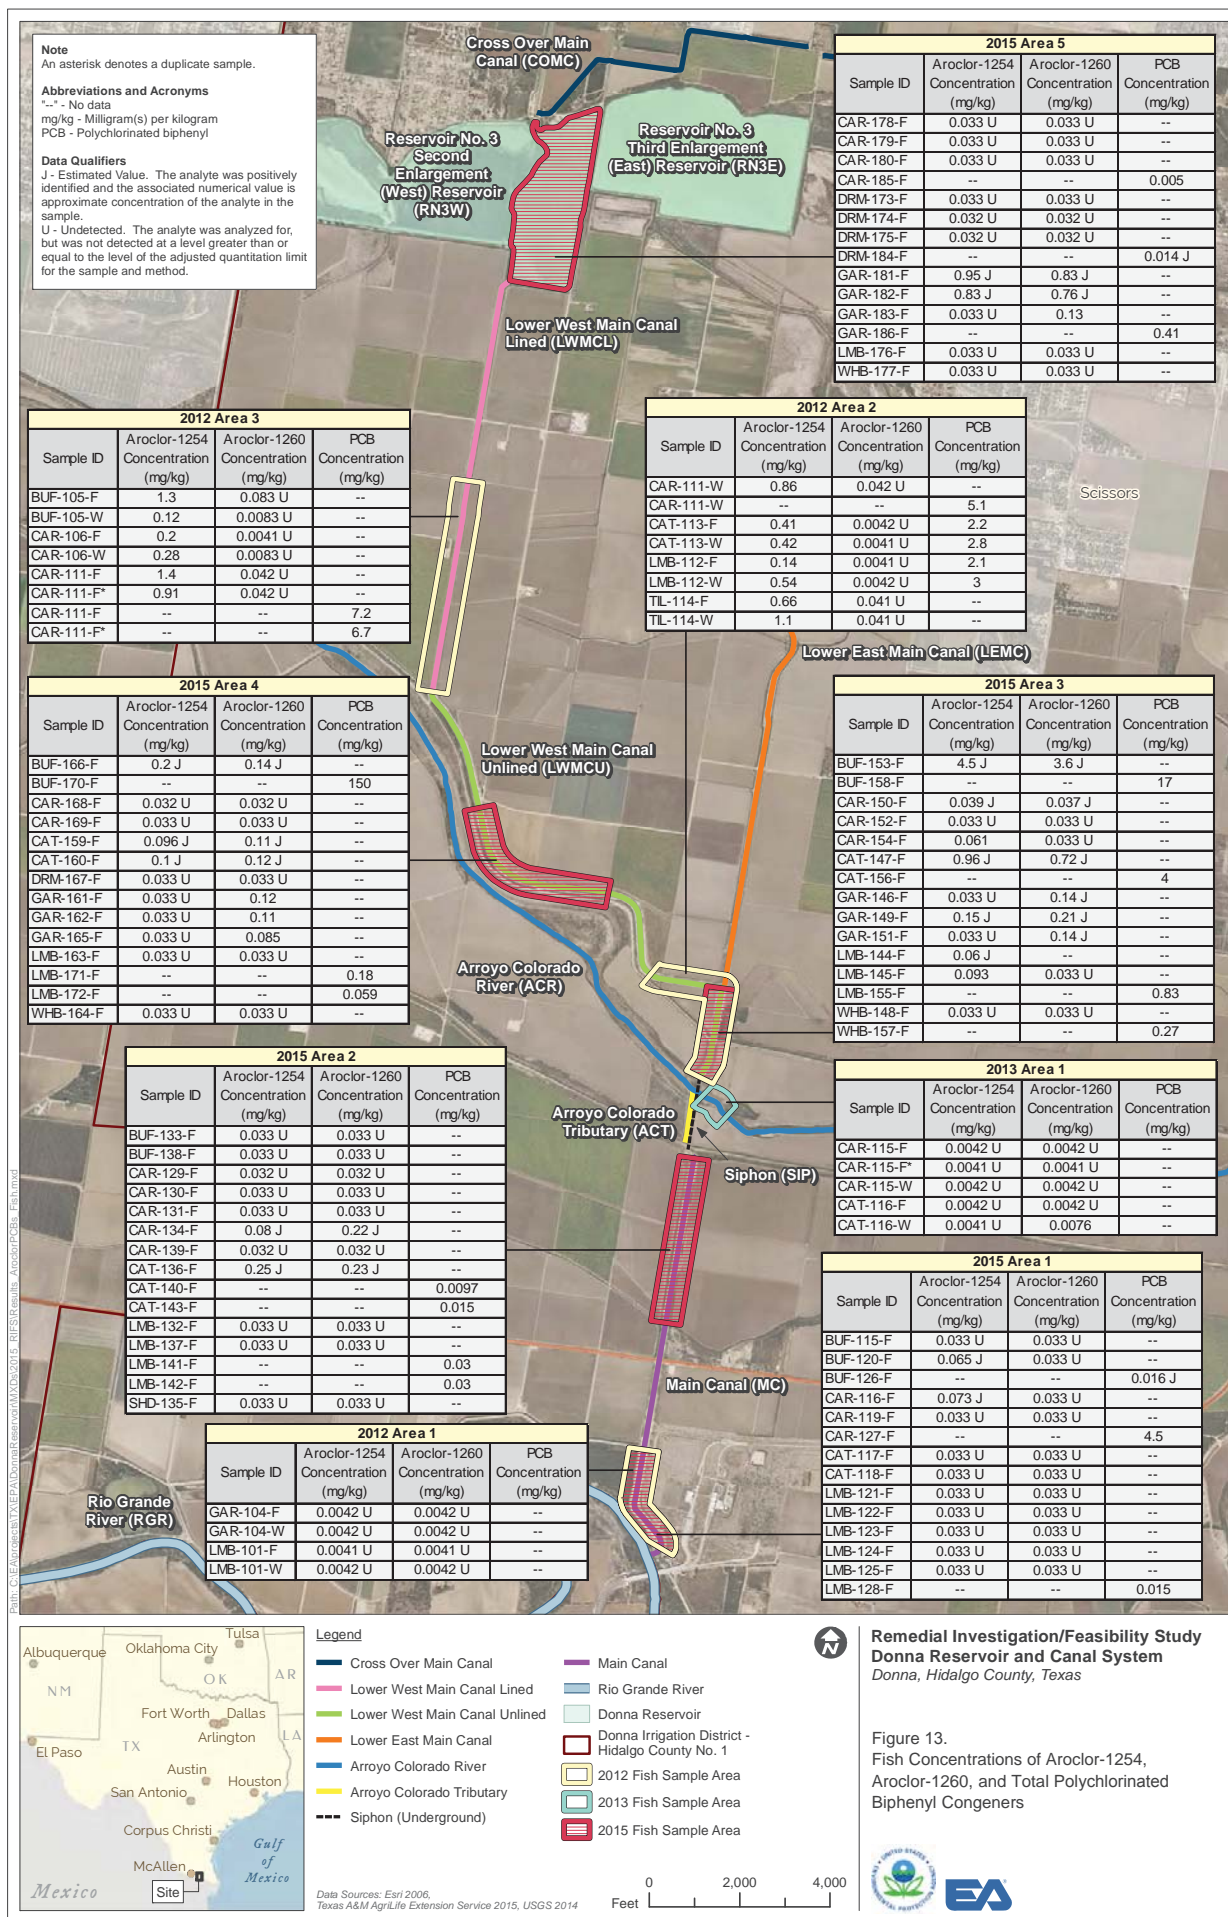 Note
An asterisk denotes a duplicate sample.
Abbreviations and Acronyms
"--" - No data
mg/kg - Milligram(s) per kilogram
PCB - Polychlorinated biphenyl
Data Qualifiers
J - Estimated Value. The analyte was positively
identified and the associated numerical value is
approximate concentration of the analyte in the
sample.
U - Undetected. The analyte was analyzed for,
but was not detected at a level greater than or
equal to the level of the adjusted quantitation limit
for the sample and method.
Cross Over Main
Canal (COMC)
Reservoir No. 3
Second
Enlargement
(West) Reservoir
(RN3W)
Reservoir No. 3
Third Enlargement
(East) Reservoir (RN3E)
2015 Area 5
Sample ID Aroclor-1254 Concentration (mg/kg) Aroclor-1260 Concentration (mg/kg) PCB Concentration (mg/kg)
CAR-178-F 0.033 U 0.033 U --
CAR-179-F 0.033 U 0.033 U --
CAR-180-F 0.033 U 0.033 U --
CAR-185-F -- -- 0.005
DRM-173-F 0.033 U 0.033 U --
DRM-174-F 0.032 U 0.032 U --
DRM-175-F 0.032 U 0.032 U --
DRM-184-F -- -- 0.014 J
GAR-181-F 0.95 J 0.83 J --
GAR-182-F 0.83 J 0.76 J --
GAR-183-F 0.033 U 0.13 --
GAR-186-F -- -- 0.41
LMB-176-F 0.033 U 0.033 U --
WHB-177-F 0.033 U 0.033 U --
Lower West Main Canal
Lined (LWMCL)
2012 Area 3
Sample ID Aroclor-1254 Concentration (mg/kg) Aroclor-1260 Concentration (mg/kg) PCB Concentration (mg/kg)
BUF-105-F 1.3 0.083 U --
BUF-105-W 0.12 0.0083 U --
CAR-106-F 0.2 0.0041 U --
CAR-106-W 0.28 0.0083 U --
CAR-111-F 1.4 0.042 U --
CAR-111-F* 0.91 0.042 U --
CAR-111-F -- -- 7.2
CAR-111-F* -- -- 6.7
2012 Area 2
Sample ID Aroclor-1254 Concentration (mg/kg) Aroclor-1260 Concentration (mg/kg) PCB Concentration (mg/kg)
CAR-111-W 0.86 0.042 U --
CAR-111-W -- -- 5.1
CAT-113-F 0.41 0.0042 U 2.2
CAT-113-W 0.42 0.0041 U 2.8
LMB-112-F 0.14 0.0041 U 2.1
LMB-112-W 0.54 0.0042 U 3
TIL-114-F 0.66 0.041 U --
TIL-114-W 1.1 0.041 U --
Scissors
Lower East Main Canal (LEMC)
2015 Area 4
Sample ID Aroclor-1254 Concentration (mg/kg) Aroclor-1260 Concentration (mg/kg) PCB Concentration (mg/kg)
BUF-166-F 0.2 J 0.14 J --
BUF-170-F -- -- 150
CAR-168-F 0.032 U 0.032 U --
CAR-169-F 0.033 U 0.033 U --
CAT-159-F 0.096 J 0.11 J --
CAT-160-F 0.1 J 0.12 J --
DRM-167-F 0.033 U 0.033 U --
GAR-161-F 0.033 U 0.12 --
GAR-162-F 0.033 U 0.11 --
GAR-165-F 0.033 U 0.085 --
LMB-163-F 0.033 U 0.033 U --
LMB-171-F -- -- 0.18
LMB-172-F -- -- 0.059
WHB-164-F 0.033 U 0.033 U --
Lower West Main Canal
Unlined (LWMCU)
2015 Area 3
Sample ID Aroclor-1254 Concentration (mg/kg) Aroclor-1260 Concentration (mg/kg) PCB Concentration (mg/kg)
BUF-153-F 4.5 J 3.6 J --
BUF-158-F -- -- 17
CAR-150-F 0.039 J 0.037 J --
CAR-152-F 0.033 U 0.033 U --
CAR-154-F 0.061 0.033 U --
CAT-147-F 0.96 J 0.72 J --
CAT-156-F -- -- 4
GAR-146-F 0.033 U 0.14 J --
GAR-149-F 0.15 J 0.21 J --
GAR-151-F 0.033 U 0.14 J --
LMB-144-F 0.06 J -- --
LMB-145-F 0.093 0.033 U --
LMB-155-F -- -- 0.83
WHB-148-F 0.033 U 0.033 U --
WHB-157-F -- -- 0.27
Arroyo Colorado
River (ACR)
2015 Area 2
Sample ID Aroclor-1254 Concentration (mg/kg) Aroclor-1260 Concentration (mg/kg) PCB Concentration (mg/kg)
BUF-133-F 0.033 U 0.033 U --
BUF-138-F 0.033 U 0.033 U --
CAR-129-F 0.032 U 0.032 U --
CAR-130-F 0.033 U 0.033 U --
CAR-131-F 0.033 U 0.033 U --
CAR-134-F 0.08 J 0.22 J --
CAR-139-F 0.032 U 0.032 U --
CAT-136-F 0.25 J 0.23 J --
CAT-140-F -- -- 0.0097
CAT-143-F -- -- 0.015
LMB-132-F 0.033 U 0.033 U --
LMB-137-F 0.033 U 0.033 U --
LMB-141-F -- -- 0.03
LMB-142-F -- -- 0.03
SHD-135-F 0.033 U 0.033 U --
Arroyo Colorado
Tributary (ACT)
Siphon (SIP)
2013 Area 1
Sample ID Aroclor-1254 Concentration (mg/kg) Aroclor-1260 Concentration (mg/kg) PCB Concentration (mg/kg)
CAR-115-F 0.0042 U 0.0042 U --
CAR-115-F* 0.0041 U 0.0041 U --
CAR-115-W 0.0042 U 0.0042 U --
CAT-116-F 0.0042 U 0.0042 U --
CAT-116-W 0.0041 U 0.0076 --
2015 Area 1
Sample ID Aroclor-1254 Concentration (mg/kg) Aroclor-1260 Concentration (mg/kg) PCB Concentration (mg/kg)
BUF-115-F 0.033 U 0.033 U --
BUF-120-F 0.065 J 0.033 U --
BUF-126-F -- -- 0.016 J
CAR-116-F 0.073 J 0.033 U --
CAR-119-F 0.033 U 0.033 U --
CAR-127-F -- -- 4.5
CAT-117-F 0.033 U 0.033 U --
CAT-118-F 0.033 U 0.033 U --
LMB-121-F 0.033 U 0.033 U --
LMB-122-F 0.033 U 0.033 U --
LMB-123-F 0.033 U 0.033 U --
LMB-124-F 0.033 U 0.033 U --
LMB-125-F 0.033 U 0.033 U --
LMB-128-F -- -- 0.015
Main Canal (MC)
2012 Area 1
Sample ID Aroclor-1254 Concentration (mg/kg) Aroclor-1260 Concentration (mg/kg) PCB Concentration (mg/kg)
GAR-104-F 0.0042 U 0.0042 U --
GAR-104-W 0.0042 U 0.0042 U --
LMB-101-F 0.0041 U 0.0041 U --
LMB-101-W 0.0042 U 0.0042 U --
Rio Grande
River (RGR)
Albuquerque
Oklahoma City
Tulsa
NM
OK
AR
Fort Worth
Dallas
Arlington
LA
El Paso
TX
Austin
San Antonio
Houston
Corpus Christi
McAllen
Site
Gulf
of
Mexico
Mexico
Legend
Cross Over Main Canal
Lower West Main Canal Lined
Lower West Main Canal Unlined
Lower East Main Canal
Arroyo Colorado River
Arroyo Colorado Tributary
Siphon (Underground)
Main Canal
Rio Grande River
Donna Reservoir
Donna Irrigation District -
Hidalgo County No. 1
2012 Fish Sample Area
2013 Fish Sample Area
2015 Fish Sample Area
N
Data Sources: Esri 2006,
Texas A&M AgriLife Extension Service 2015, USGS 2014
0 2,000 4,000
Feet
Remedial Investigation/Feasibility Study
Donna Reservoir and Canal System
Donna, Hidalgo County, Texas
Figure 13.
Fish Concentrations of Aroclor-1254,
Aroclor-1260, and Total Polychlorinated
Biphenyl Congeners
EA